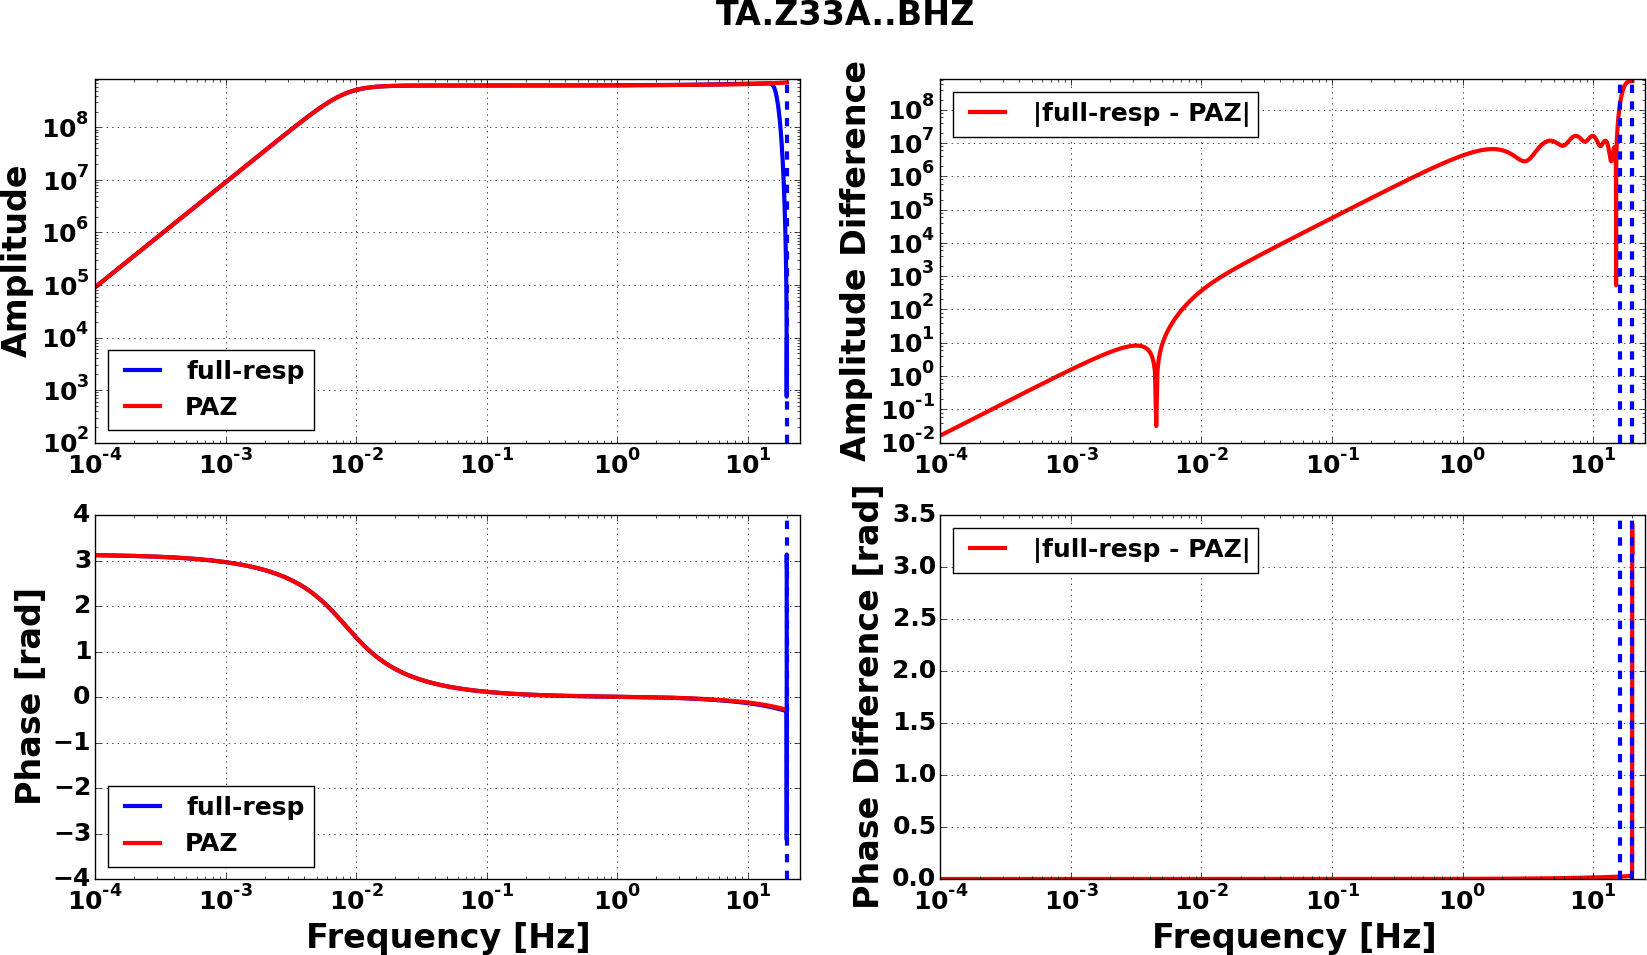 TA.Z33A..BHZ
Amplitude
10^8
10^7
10^6
10^5
10^4
10^3
10^2
full-resp
PAZ
10^-4 10^-3 10^-2 10^-1 10^0 10^1
Amplitude Difference
10^8
10^7
10^6
10^5
10^4
10^3
10^2
10^1
10^0
10^-1
10^-2
|full-resp - PAZ|
10^-4 10^-3 10^-2 10^-1 10^0 10^1
Phase [rad]
4
3
2
1
0
−1
−2
−3
−4
full-resp
PAZ
10^-4 10^-3 10^-2 10^-1 10^0 10^1
Frequency [Hz]
Phase Difference [rad]
3.5
3.0
2.5
2.0
1.5
1.0
0.5
0.0
|full-resp - PAZ|
10^-4 10^-3 10^-2 10^-1 10^0 10^1
Frequency [Hz]